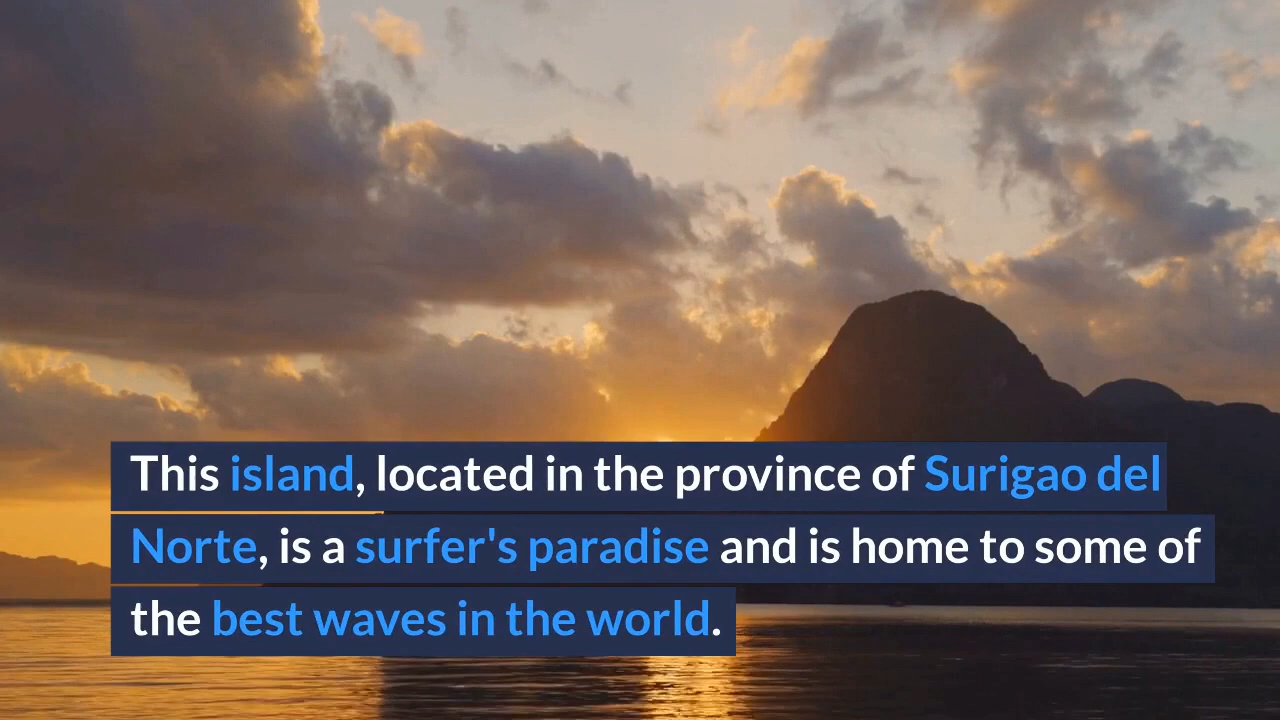 This island, located in the province of Surigao del
Norte, is a surfer's paradise and is home to some of
the best waves in the world.